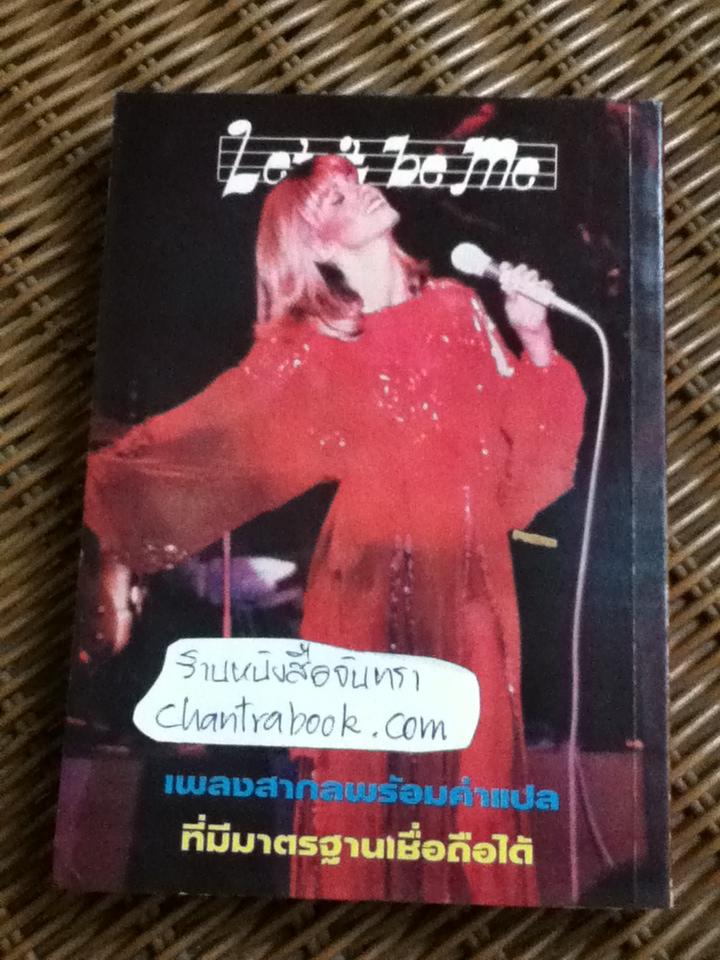 Let it be Me
ร้านหนังสือจันทรา
chantrabook.com
เพลงสากลพร้อมคำแปล
ที่มีมาตรฐานเชื่อถือได้